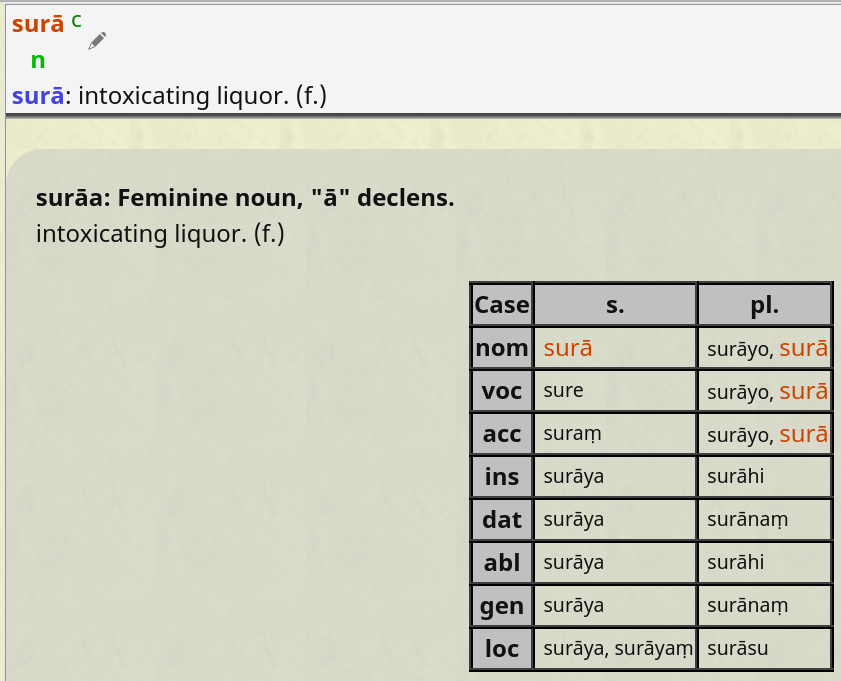 surā c
n
surā: intoxicating liquor. (f.)
surāa: Feminine noun, "ā" declens.
intoxicating liquor. (f.)
Case s. pl.
nom surā surāyo, surā
voc sure surāyo, surā
acc suraṃ surāyo, surā
ins surāya surāhi
dat surāya surānaṃ
abl surāya surāhi
gen surāya surānaṃ
loc surāya, surāyaṃ surāsu